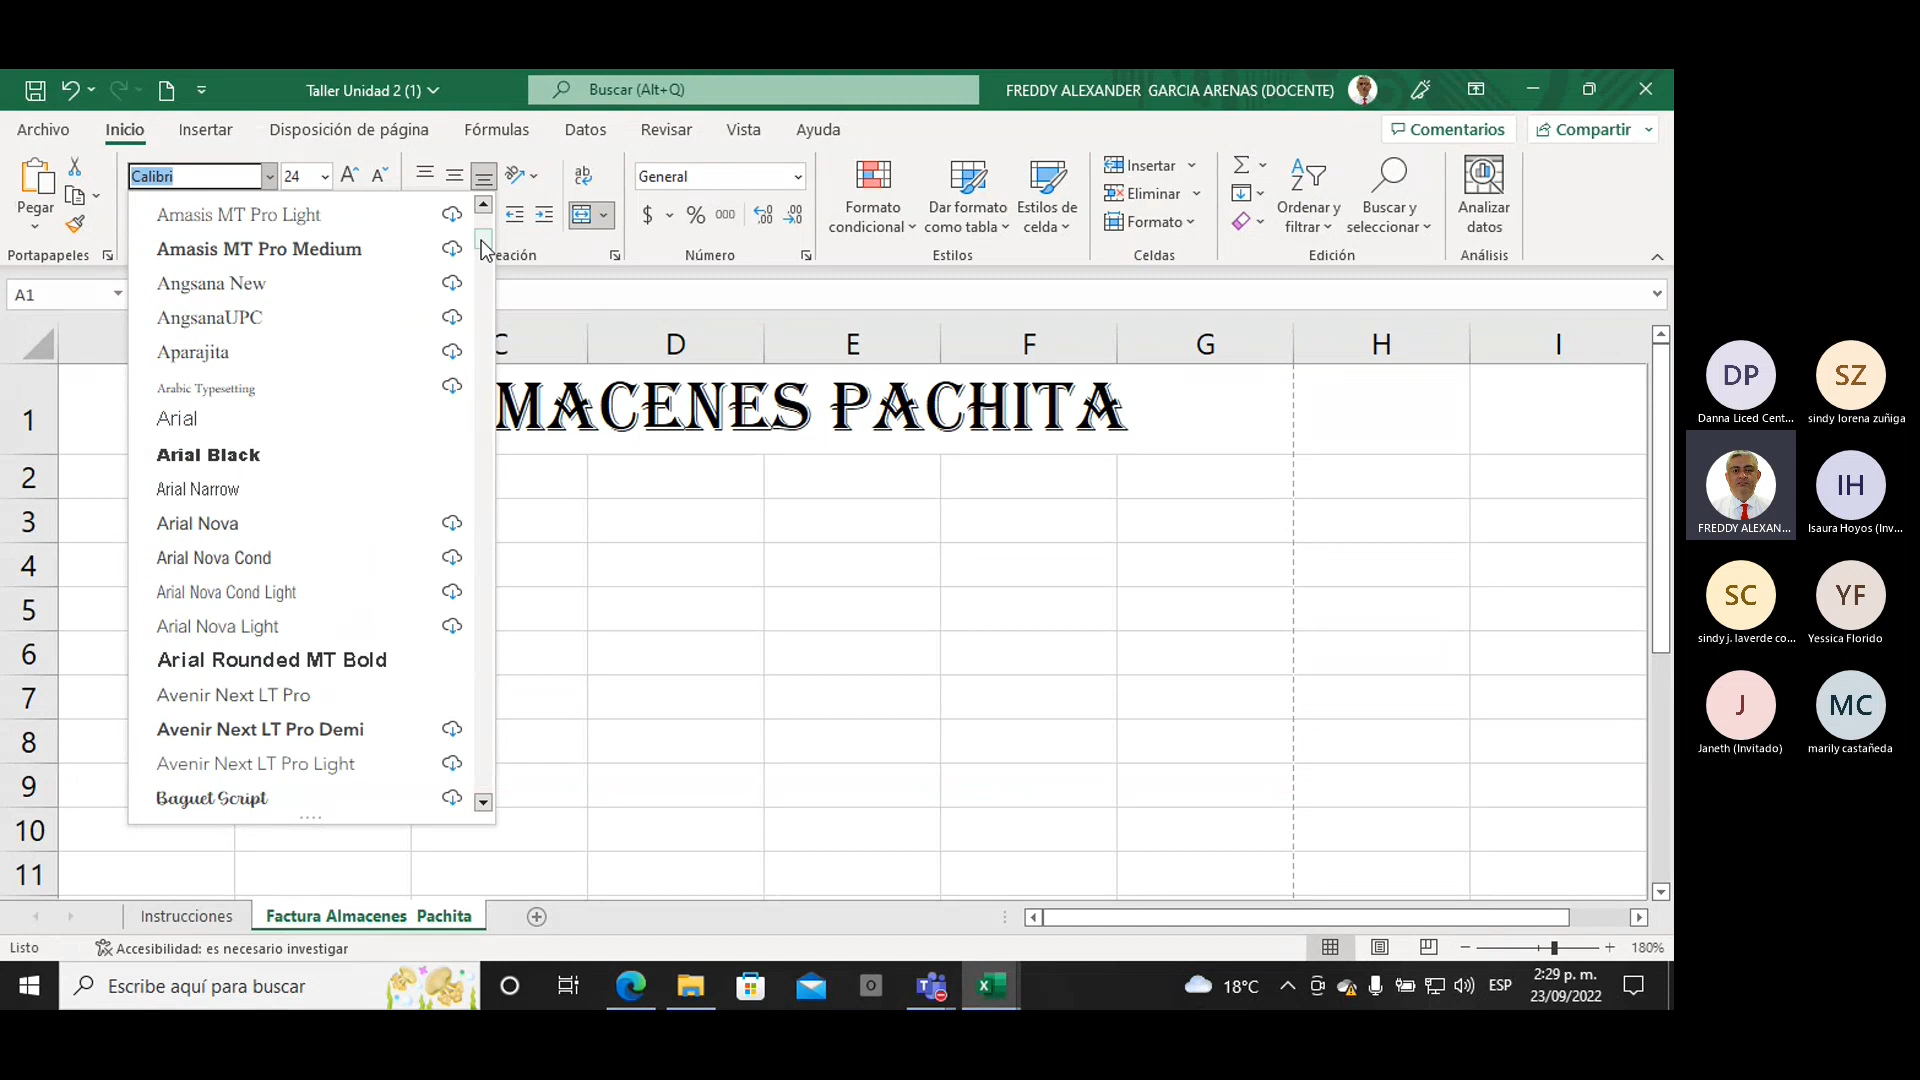 Taller Unidad 2 (1)
Buscar (Alt+Q)
FREDDY ALEXANDER GARCIA ARENAS (DOCENTE)
Archivo Inicio Insertar Disposición de página Fórmulas Datos Revisar Vista Ayuda Comentarios Compartir
Calibri 24 ab General
Insertar
Eliminar
Formato
Pegar
$ % 000
Formato condicional
Dar formato como tabla
Estilos de celda
Ordenar y filtrar
Buscar y seleccionar
Analizar datos
Portapapeles eación Número Estilos Celdas Edición Análisis
A1
Amasis MT Pro Light
Amasis MT Pro Medium
Angsana New
AngsanaUPC
Aparajita
Arabic Typesetting
Arial
Arial Black
Arial Narrow
Arial Nova
Arial Nova Cond
Arial Nova Cond Light
Arial Nova Light
Arial Rounded MT Bold
Avenir Next LT Pro
Avenir Next LT Pro Demi
Avenir Next LT Pro Light
Baguet Script
C D E F G H I
MACENES PACHITA
1
2
3
4
5
6
7
8
9
10
11
Instrucciones Factura Almacenes Pachita
Listo Accesibilidad: es necesario investigar 180%
Escribe aquí para buscar
18°C ESP 2:29 p. m.
23/09/2022
DP SZ
Danna Liced Cent... sindy lorena zuñiga
IH
FREDDY ALEXAN... Isaura Hoyos (Inv...
SC YF
sindy j. laverde co... Yessica Florido
J MC
Janeth (Invitado) marily castañeda